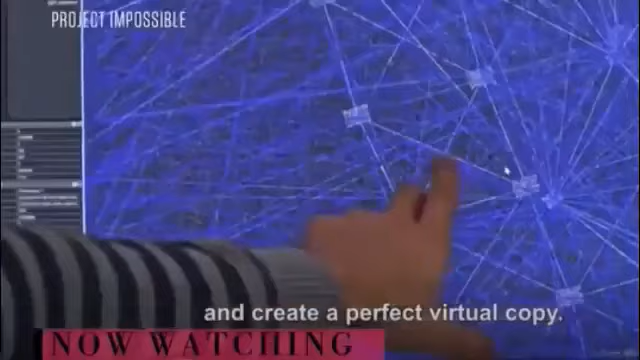 PROJECT IMPOSSIBLE
and create a perfect virtual copy.
NOW WATCHING